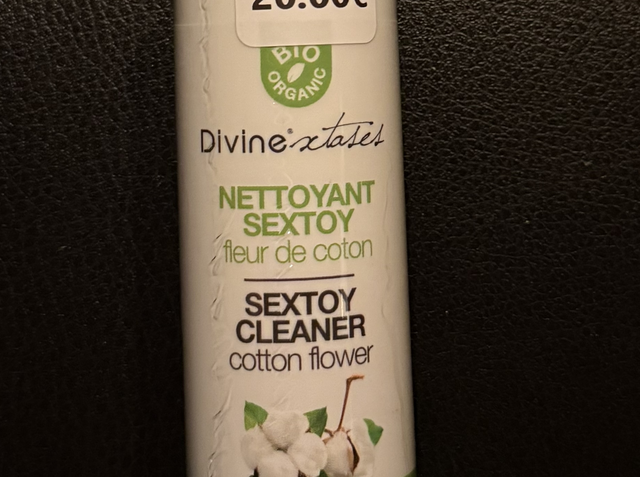 BIO
ORGANIC
Divine® xtases
NETTOYANT
SEXTOY
fleur de coton
SEXTOY
CLEANER
cotton flower